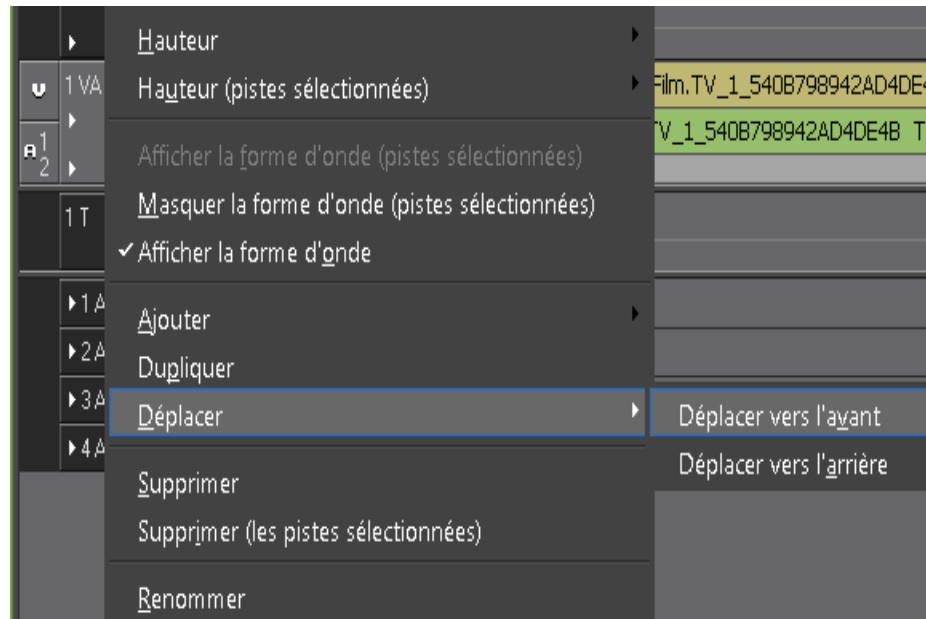 Hauteur
1 VA
Hauteur (pistes sélectionnées)
Film.TV_1_540B798942AD4DE4
TV_1_540B798942AD4DE4B T
A 1
2
Afficher la forme d'onde (pistes sélectionnées)
Masquer la forme d'onde (pistes sélectionnées)
1 T
Afficher la forme d'onde
1 A
Ajouter
2 A
Dupliquer
3 A
Déplacer
Déplacer vers l'avant
4 A
Déplacer vers l'arrière
Supprimer
Supprimer (les pistes sélectionnées)
Renommer